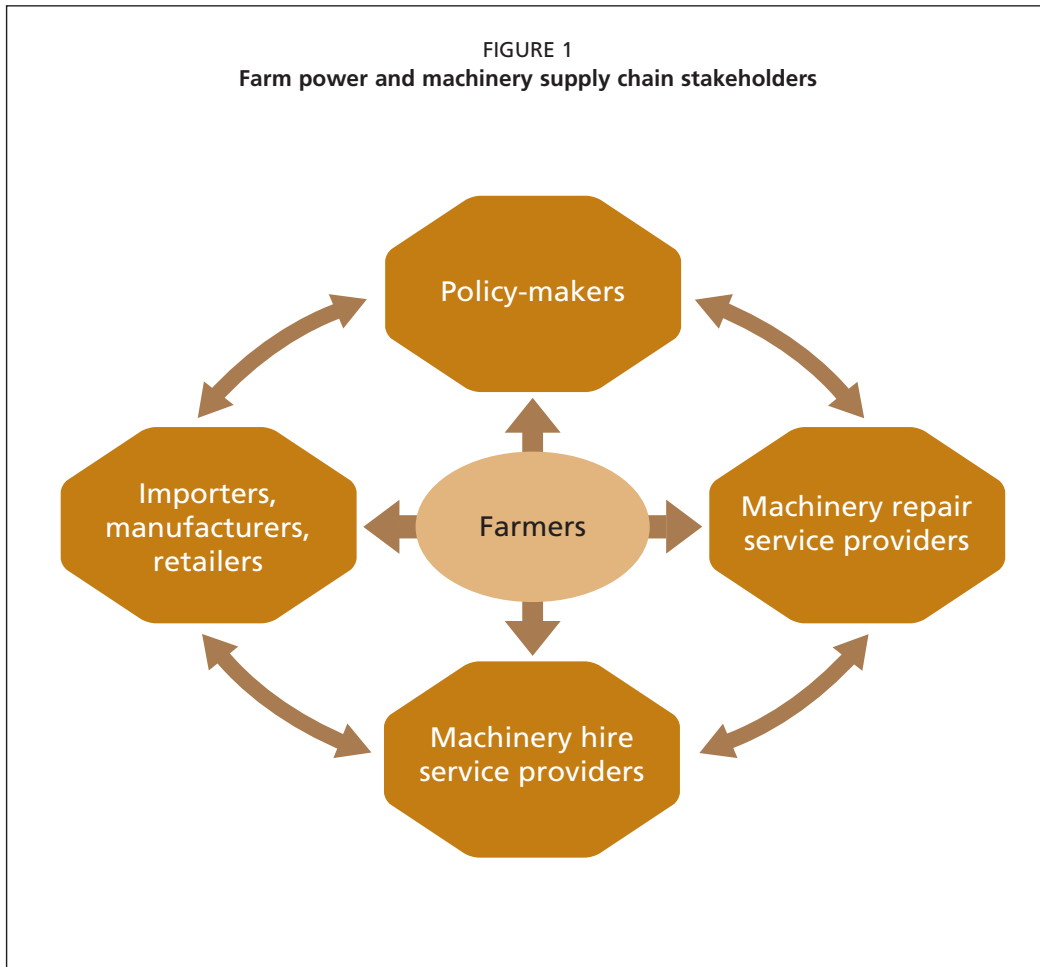 FIGURE 1
Farm power and machinery supply chain stakeholders
Policy-makers
Importers,
manufacturers,
retailers
Farmers
Machinery repair
service providers
Machinery hire
service providers